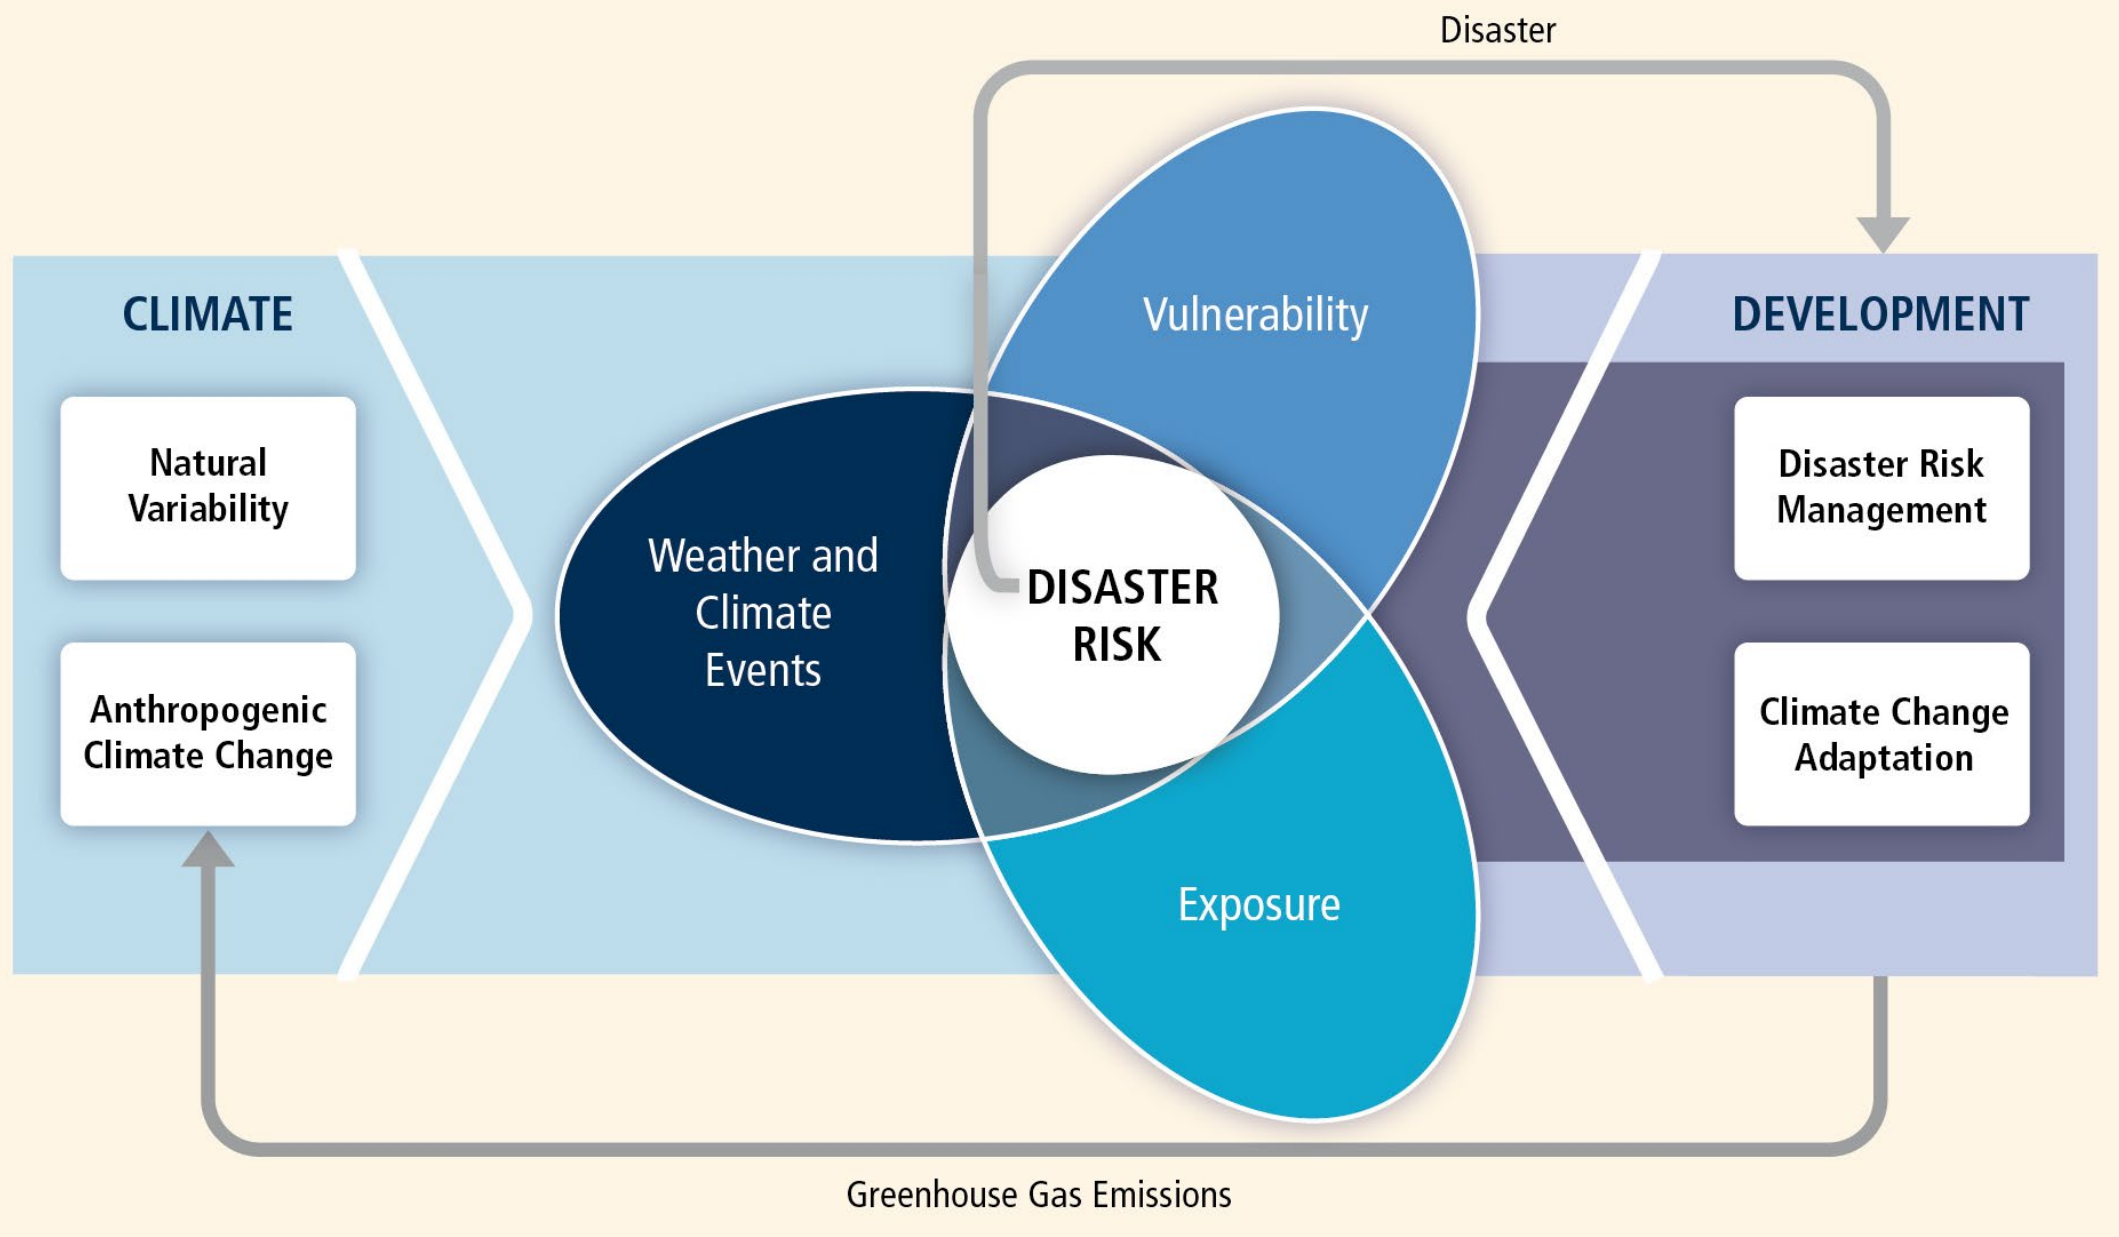 Disaster
CLIMATE
Natural
Variability
Anthropogenic
Climate Change
Vulnerability
Weather and
Climate
Events
DISASTER
RISK
Exposure
DEVELOPMENT
Disaster Risk
Management
Climate Change
Adaptation
Greenhouse Gas Emissions